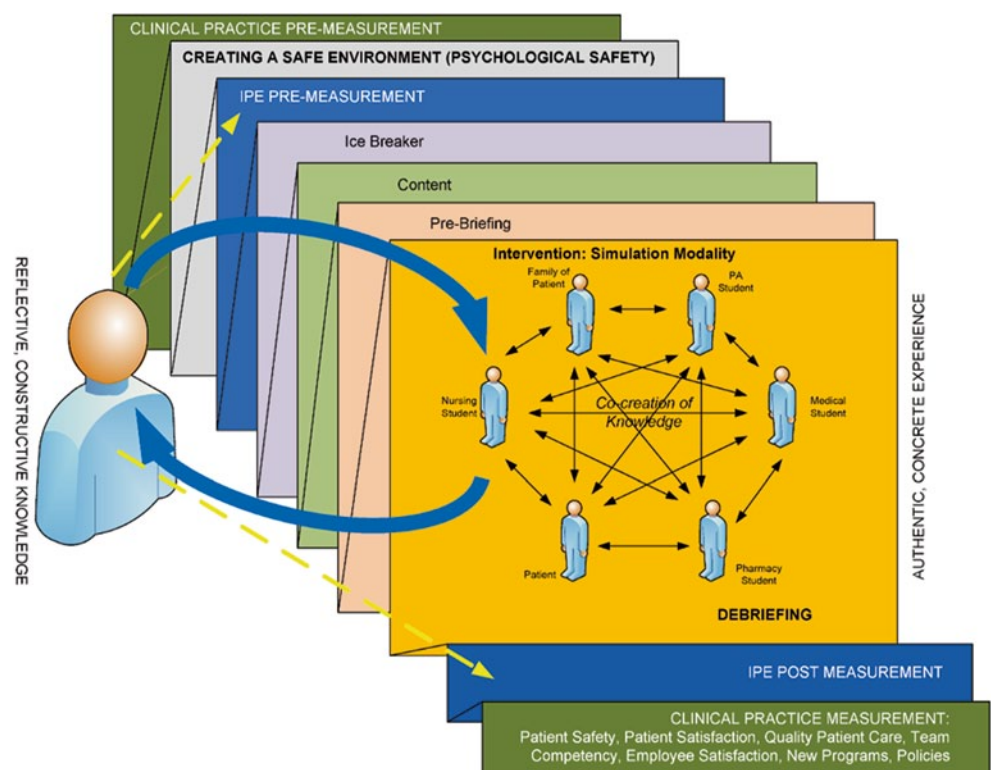 CLINICAL PRACTICE PRE-MEASUREMENT
CREATING A SAFE ENVIRONMENT (PSYCHOLOGICAL SAFETY)
IPE PRE-MEASUREMENT
Ice Breaker
Content
Pre-Briefing
Intervention: Simulation Modality
Family of
Patient
PA
Student
Nursing
Student
Co-creation of
Knowledge
Medical
Student
Patient
Pharmacy
Student
DEBRIEFING
REFLECTIVE, CONSTRUCTIVE KNOWLEDGE
AUTHENTIC, CONCRETE EXPERIENCE
IPE POST MEASUREMENT
CLINICAL PRACTICE MEASUREMENT:
Patient Safety, Patient Satisfaction, Quality Patient Care, Team
Competency, Employee Satisfaction, New Programs, Policies